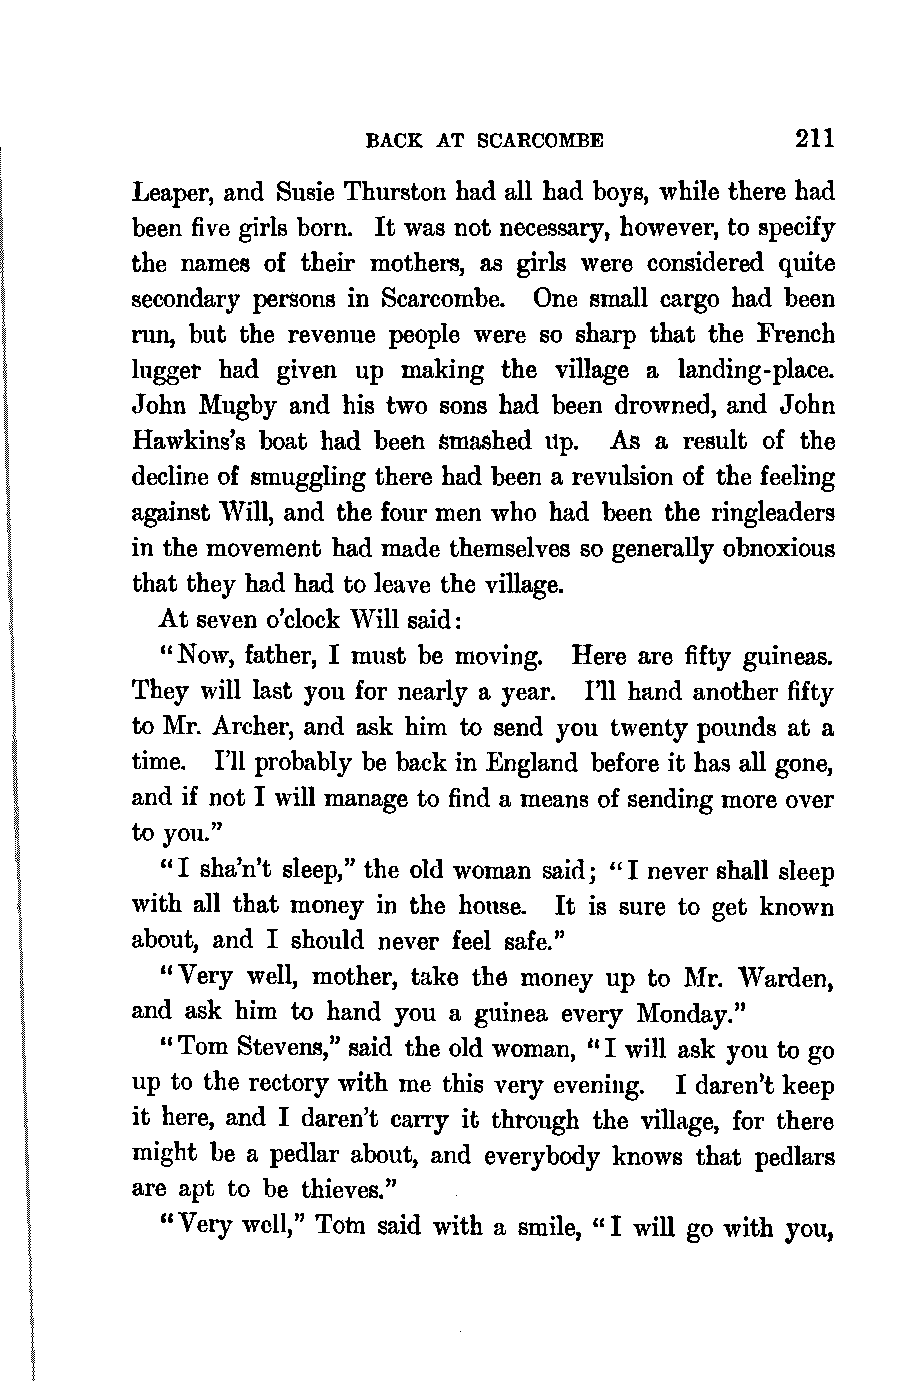 BACK AT SCARCOMBE 211
Leaper, and Susie Thurston had all had boys, while there had
been five girls born. It was not necessary, however, to specify
the names of their mothers, as girls were considered quite
secondary persons in Scarcombe. One small cargo had been
run, but the revenue people were so sharp that the French
lugger had given up making the village a landing-place.
John Mugby and his two sons had been drowned, and John
Hawkins's boat had been smashed up. As a result of the
decline of smuggling there had been a revulsion of the feeling
against Will, and the four men who had been the ringleaders
in the movement had made themselves so generally obnoxious
that they had had to leave the village.
At seven o'clock Will said:
"Now, father, I must be moving. Here are fifty guineas.
They will last you for nearly a year. I'll hand another fifty
to Mr. Archer, and ask him to send you twenty pounds at a
time. I'll probably be back in England before it has all gone,
and if not I will manage to find a means of sending more over
to you."
"I sha'n't sleep," the old woman said; "I never shall sleep
with all that money in the house. It is sure to get known
about, and I should never feel safe."
"Very well, mother, take the money up to Mr. Warden,
and ask him to hand you a guinea every Monday."
"Tom Stevens," said the old woman, "I will ask you to go
up to the rectory with me this very evening. I daren't keep
it here, and I daren't carry it through the village, for there
might be a pedlar about, and everybody knows that pedlars
are apt to be thieves."
"Very well," Tom said with a smile, "I will go with you,